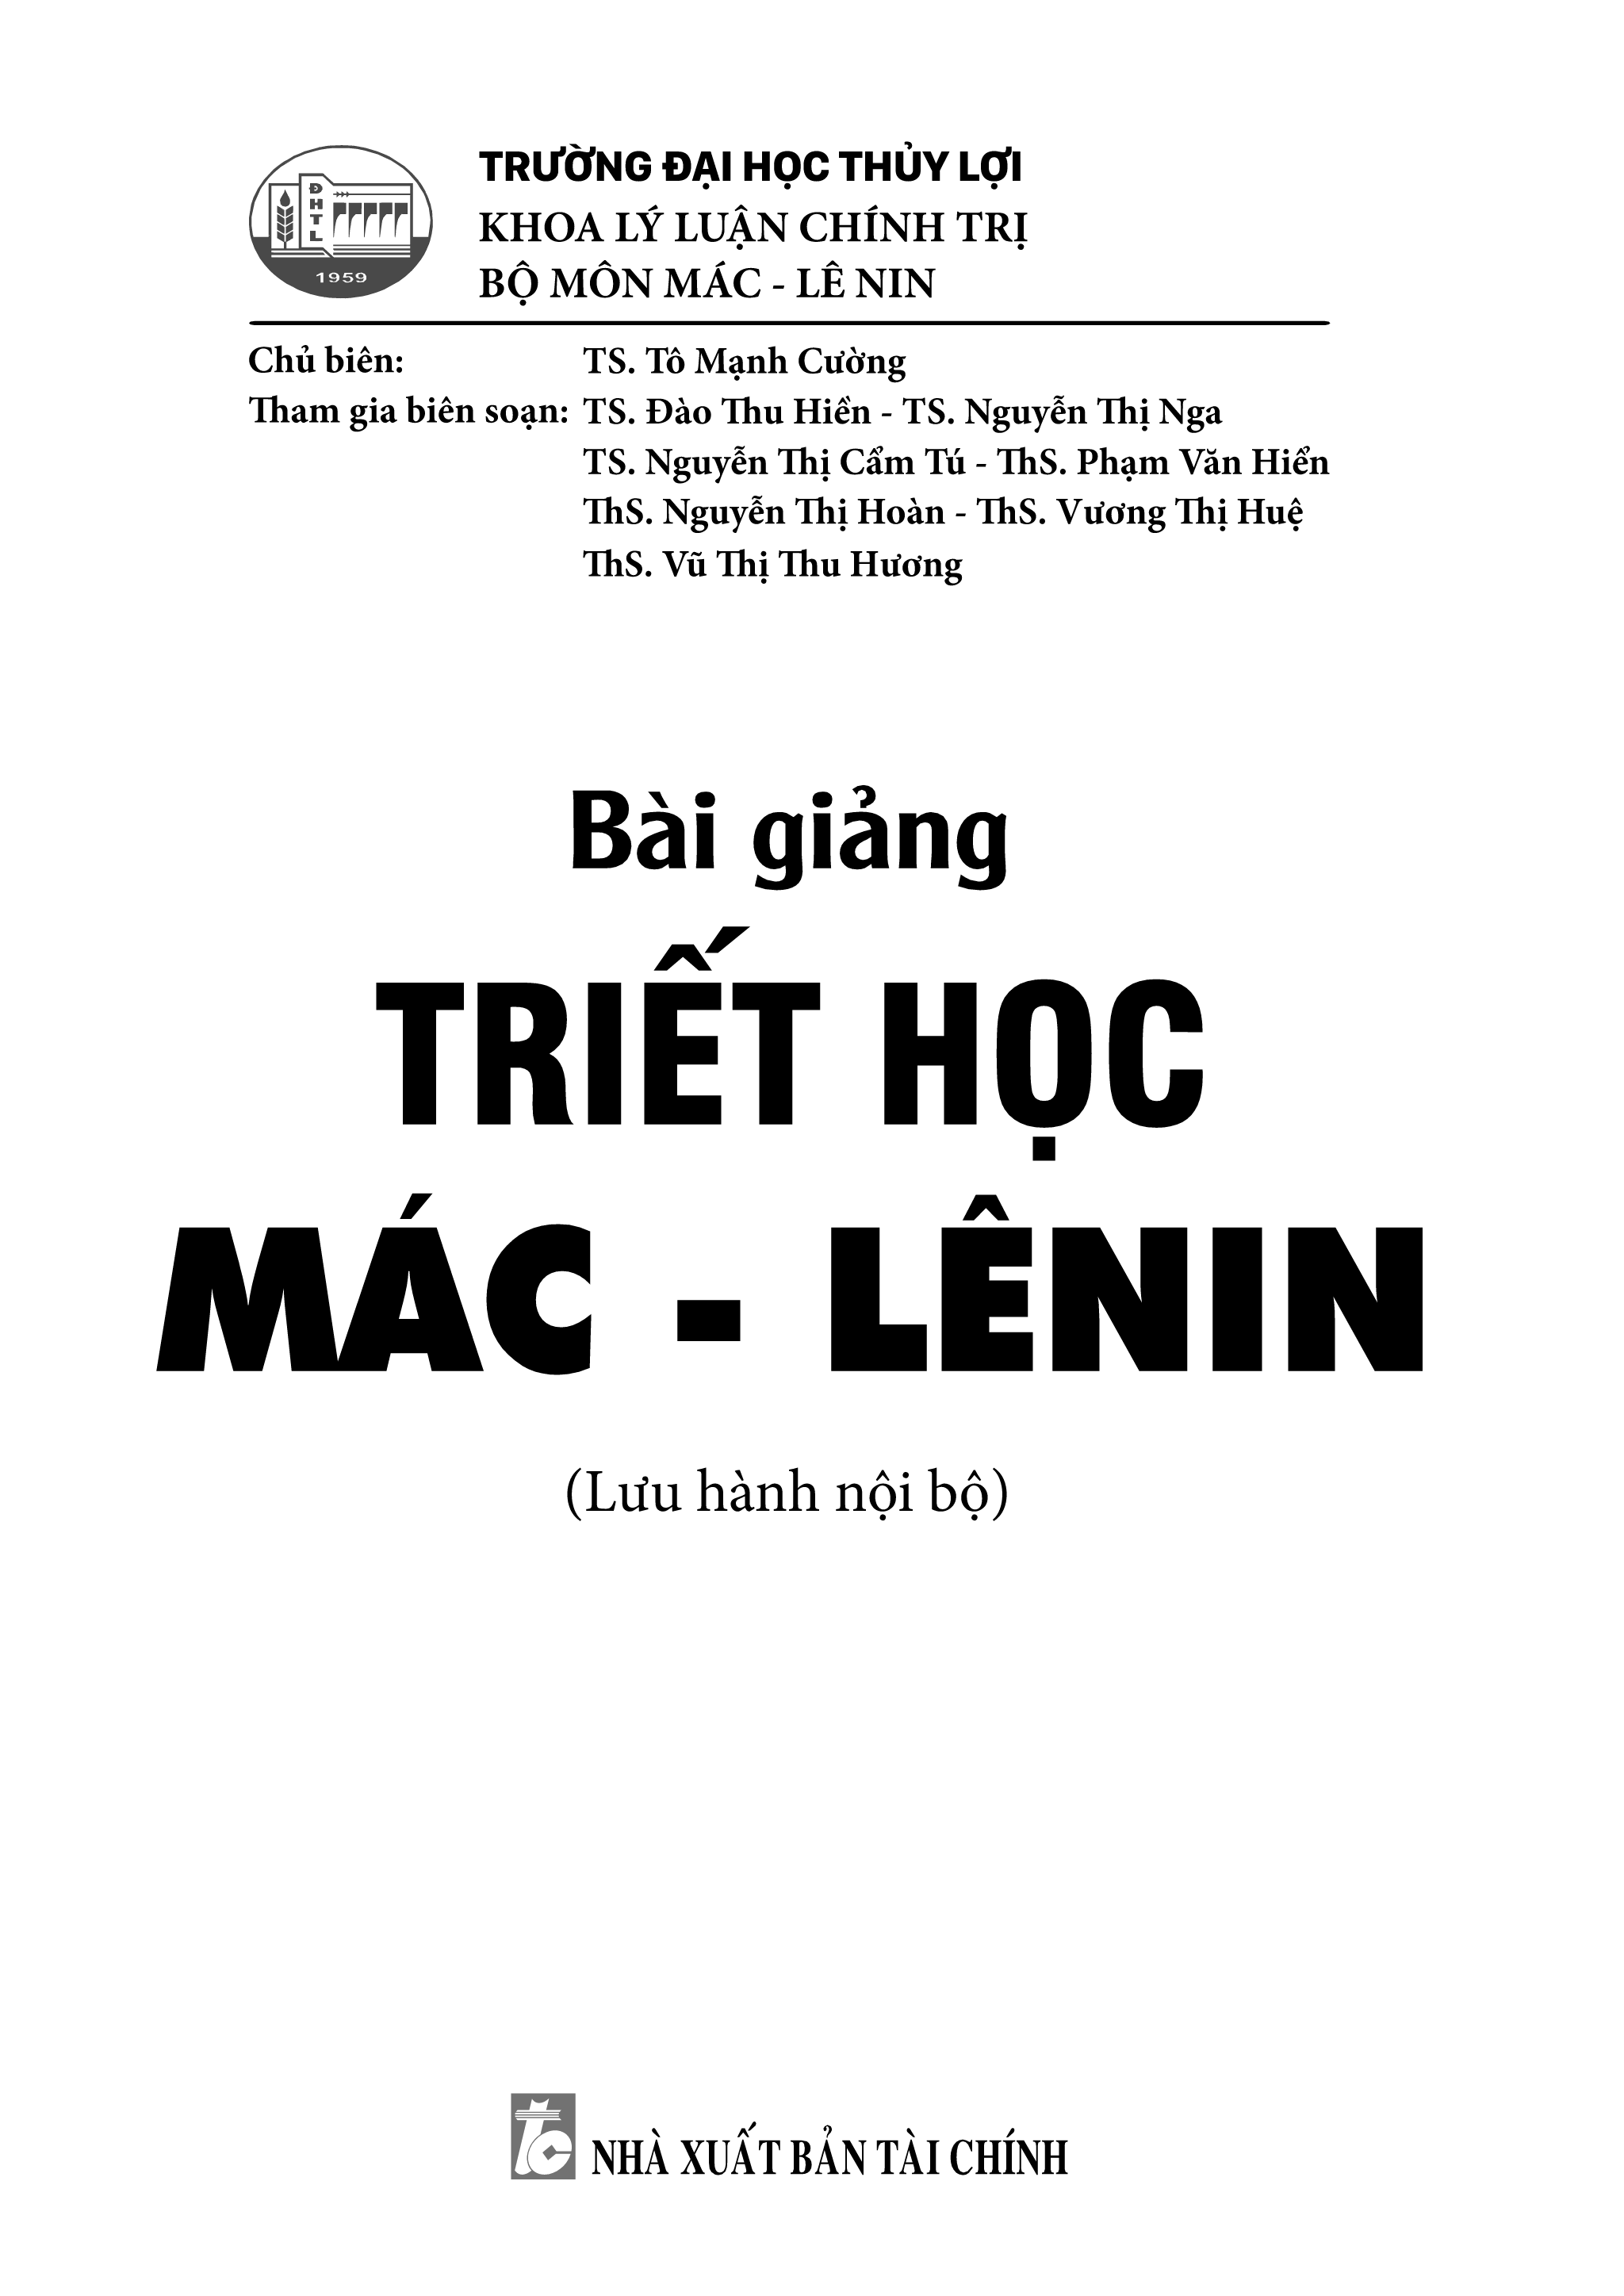 TRƯỜNG ĐẠI HỌC THỦY LỢI
KHOA LÝ LUẬN CHÍNH TRỊ
BỘ MÔN MÁC - LÊ NIN
ĐHTL
1959
Chủ biên: TS. Tô Mạnh Cường
Tham gia biên soạn: TS. Đào Thu Hiền - TS. Nguyễn Thị Nga
TS. Nguyễn Thị Cẩm Tú - ThS. Phạm Văn Hiển
ThS. Nguyễn Thị Hoàn - ThS. Vương Thị Huệ
ThS. Vũ Thị Thu Hương
Bài giảng
TRIẾT HỌC
MÁC - LÊNIN
(Lưu hành nội bộ)
tc
NHÀ XUẤT BẢN TÀI CHÍNH